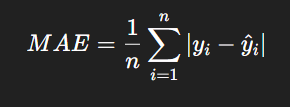 MAE = \frac{1}{n} \sum_{i=1}^{n} |y_i - \hat{y}_i|